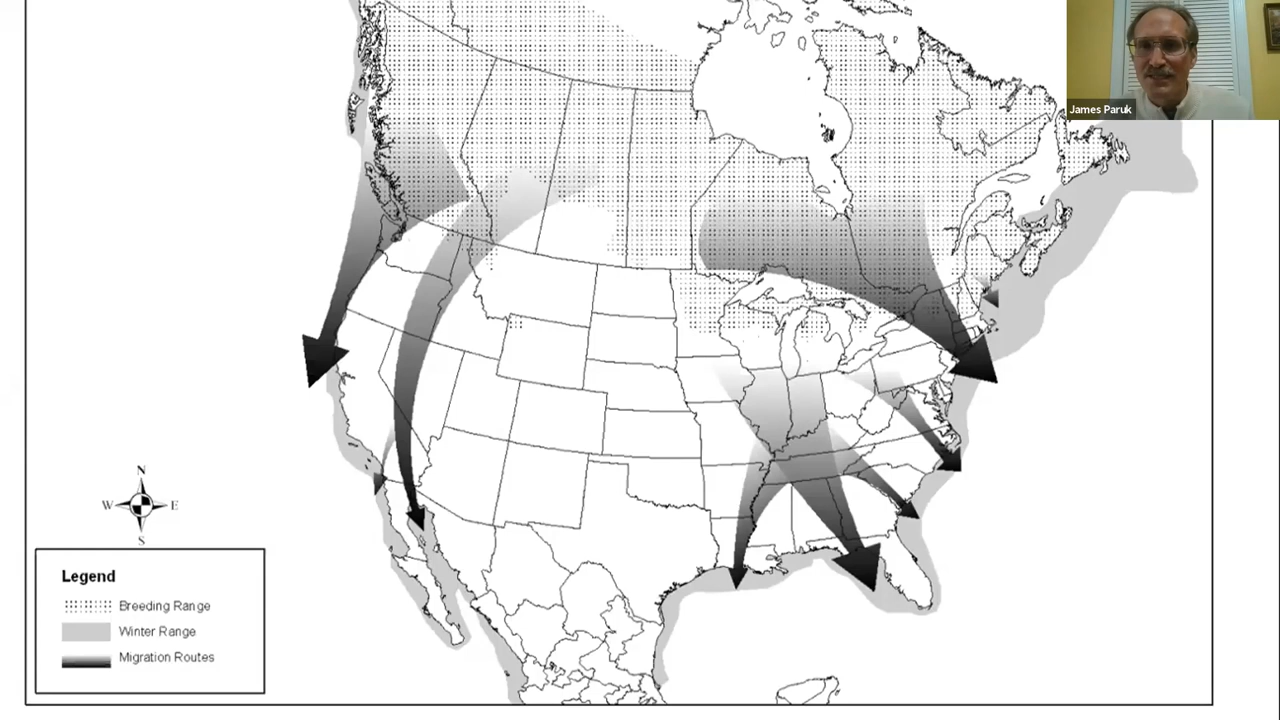 James Paruk
N
W E
S
Legend
Breeding Range
Winter Range
Migration Routes